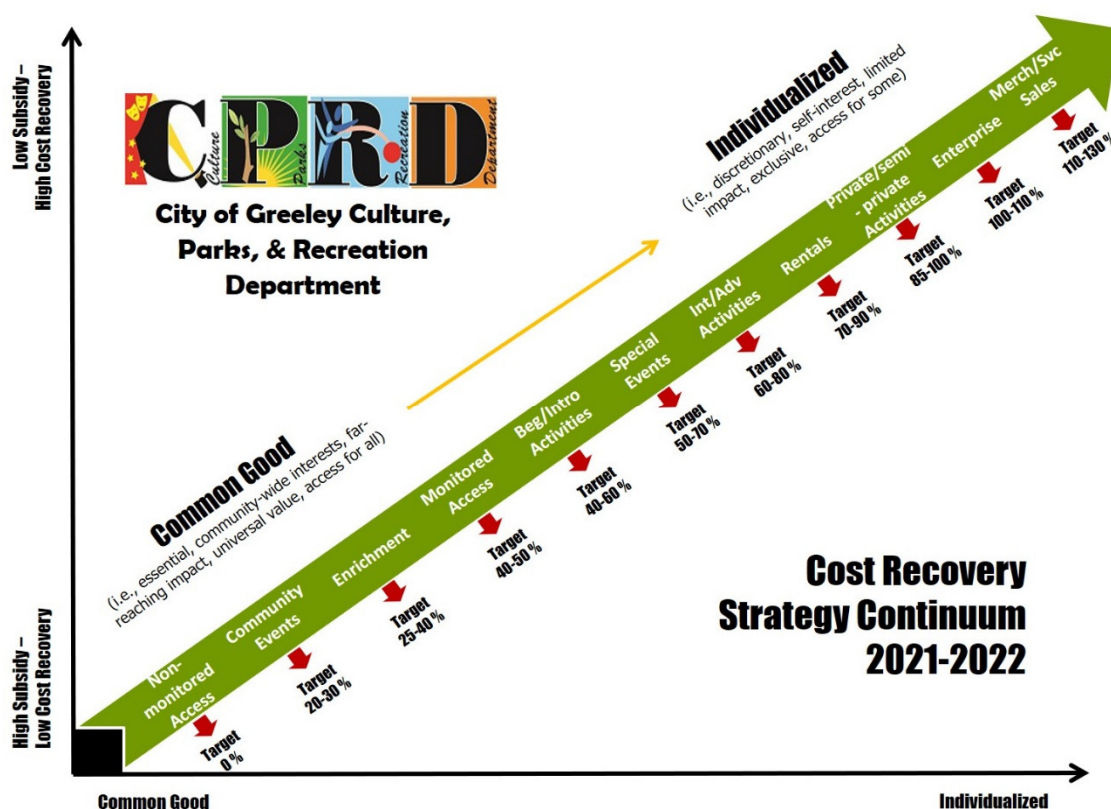 Low Subsidy –
High Cost Recovery
High Subsidy –
Low Cost Recovery
CPRD
Culture
Parks
Recreation
Department
City of Greeley Culture,
Parks, & Recreation
Department
Common Good
(i.e., essential, community-wide interests, far-
reaching impact, universal value, access for all)
Individualized
(i.e., discretionary, self-interest, limited
impact, exclusive, access for some)
Non-
monitored
Access
Target
0 %
Community
Events
Target
20-30 %
Enrichment
Target
25-40 %
Monitored
Access
Target
40-50 %
Beg/Intro
Activities
Target
40-60 %
Special
Events
Target
50-70 %
Int/Adv
Activities
Target
60-80 %
Rentals
Target
70-90 %
Private/semi
- private
Activities
Target
85-100 %
Enterprise
Target
100-110 %
Merch/Svc
Sales
Target
110-130 %
Cost Recovery
Strategy Continuum
2021-2022
Common Good
Individualized